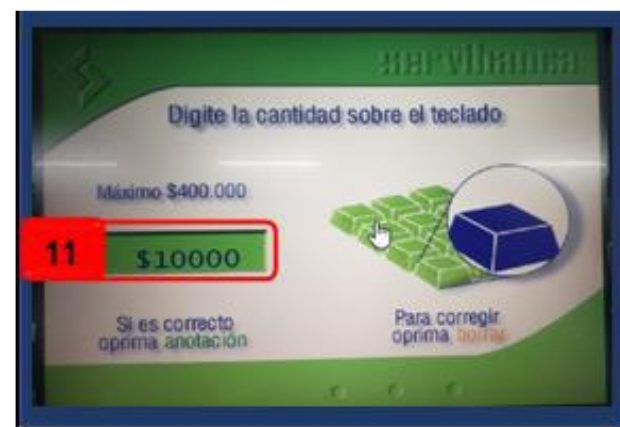 servibanca
Digite la cantidad sobre el teclado
Máximo $400.000
11
$10000
Si es correcto
oprima anotación
Para corregir
oprima borrar